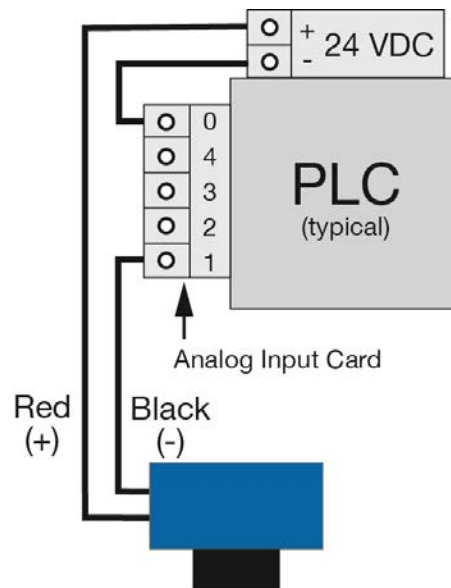 +
- 24 VDC
0
4
3
2
1
PLC
(typical)
Analog Input Card
Red
(+)
Black
(-)